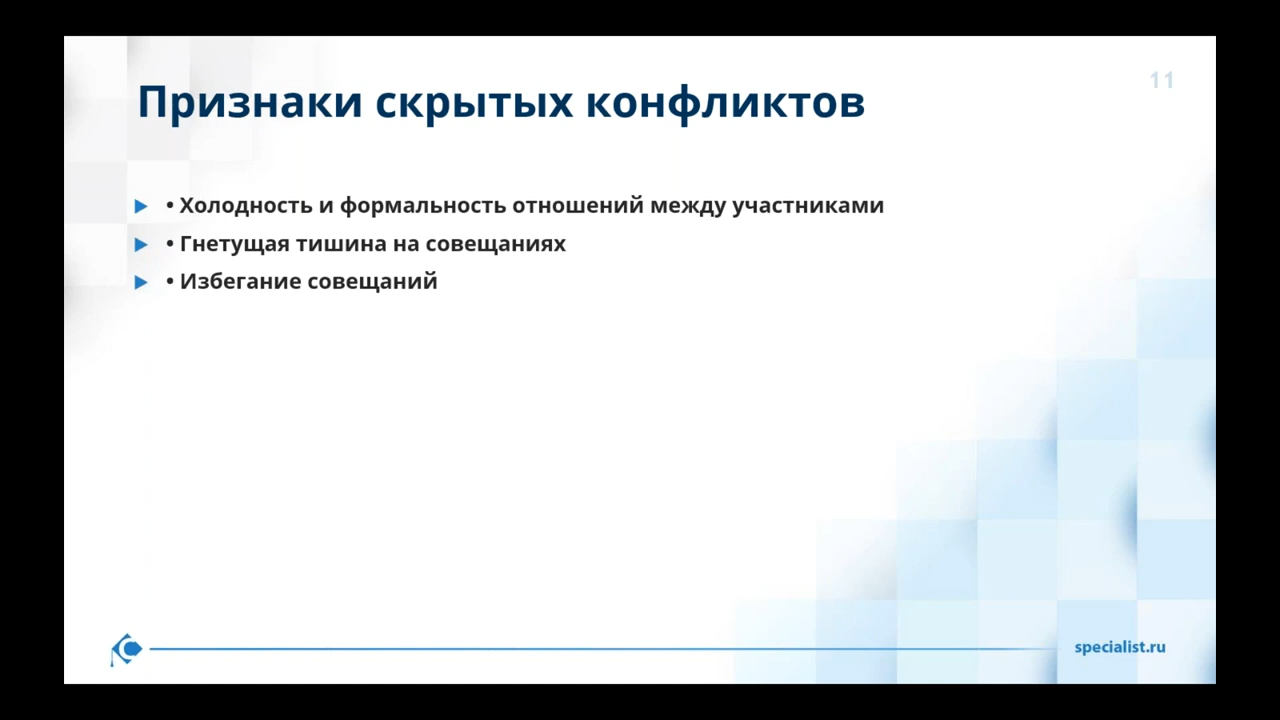 11
Признаки скрытых конфликтов
• Холодность и формальность отношений между участниками
• Гнетущая тишина на совещаниях
• Избегание совещаний
specialist.ru